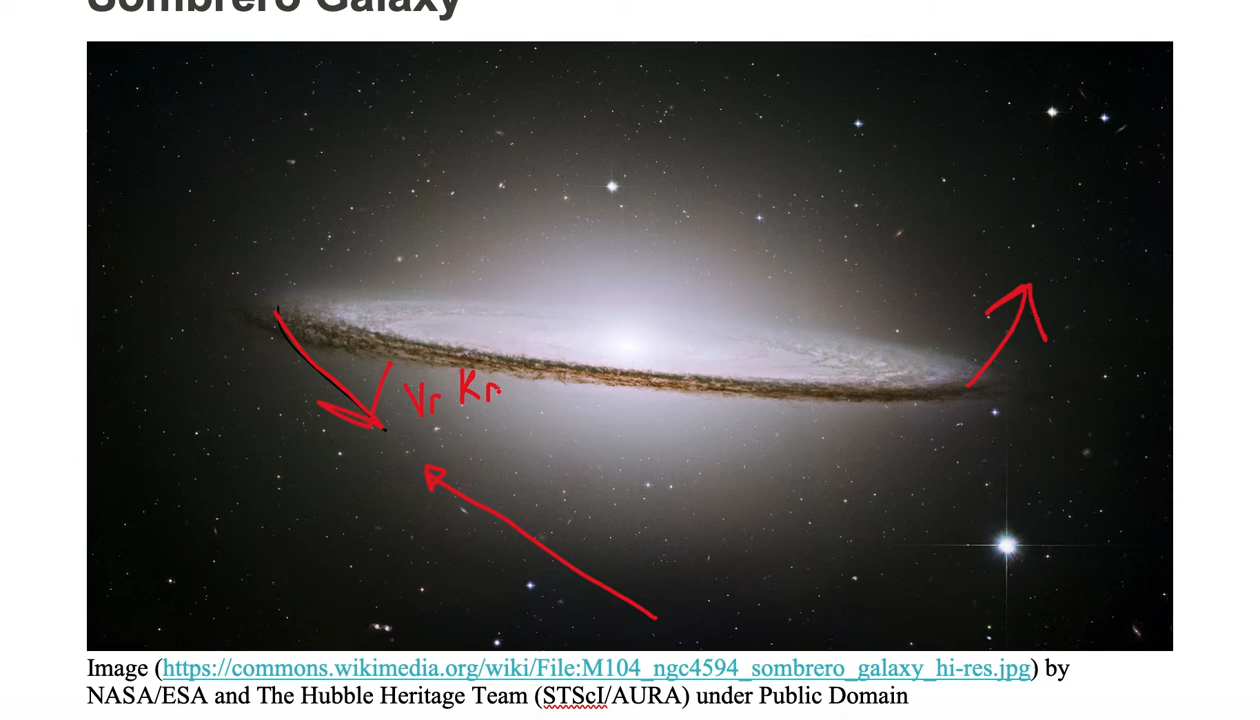 Sombrero Galaxy
Vr Kr
Image (https://commons.wikimedia.org/wiki/File:M104_ngc4594_sombrero_galaxy_hi-res.jpg) by
NASA/ESA and The Hubble Heritage Team (STScI/AURA) under Public Domain